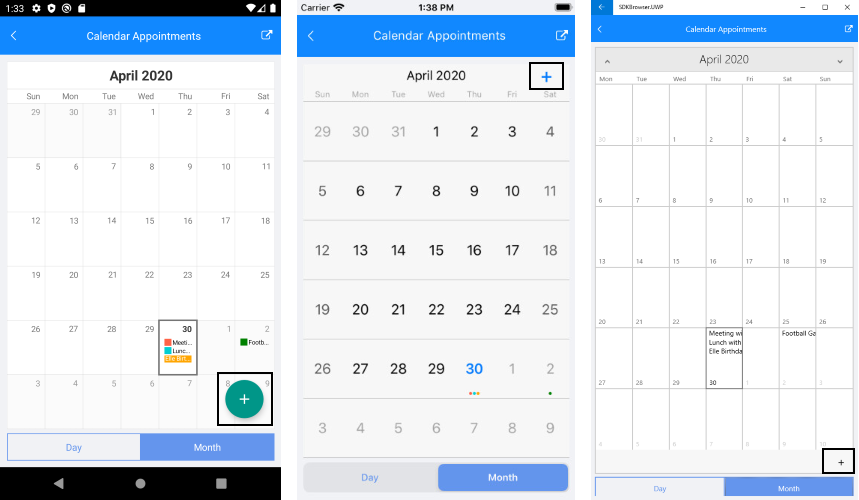 1:33
Calendar Appointments
April 2020
Sun Mon Tue Wed Thu Fri Sat
29 30 31 1 2 3 4
5 6 7 8 9 10 11
12 13 14 15 16 17 18
19 20 21 22 23 24 25
26 27 28 29 30 1 2
Meeti...
Lunc...
Elle Birt...
Footb...
3 4 5 6 7 8 9
+
Day Month
Carrier 1:38 PM
Calendar Appointments
April 2020 +
Sun Mon Tue Wed Thu Fri Sat
29 30 31 1 2 3 4
5 6 7 8 9 10 11
12 13 14 15 16 17 18
19 20 21 22 23 24 25
26 27 28 29 30 1 2
3 4 5 6 7 8 9
Day Month
SDKBrowser.UWP
Calendar Appointments
April 2020
Mon Tue Wed Thu Fri Sat Sun
30 31 1 2 3 4 5
6 7 8 9 10 11 12
13 14 15 16 17 18 19
20 21 22 23 24 25 26
Meeting wi
Lunch with
Elle Birthda
Football Ga
27 28 29 30 1 2 3
4 5 6 7 8 9 10
+
Day Month